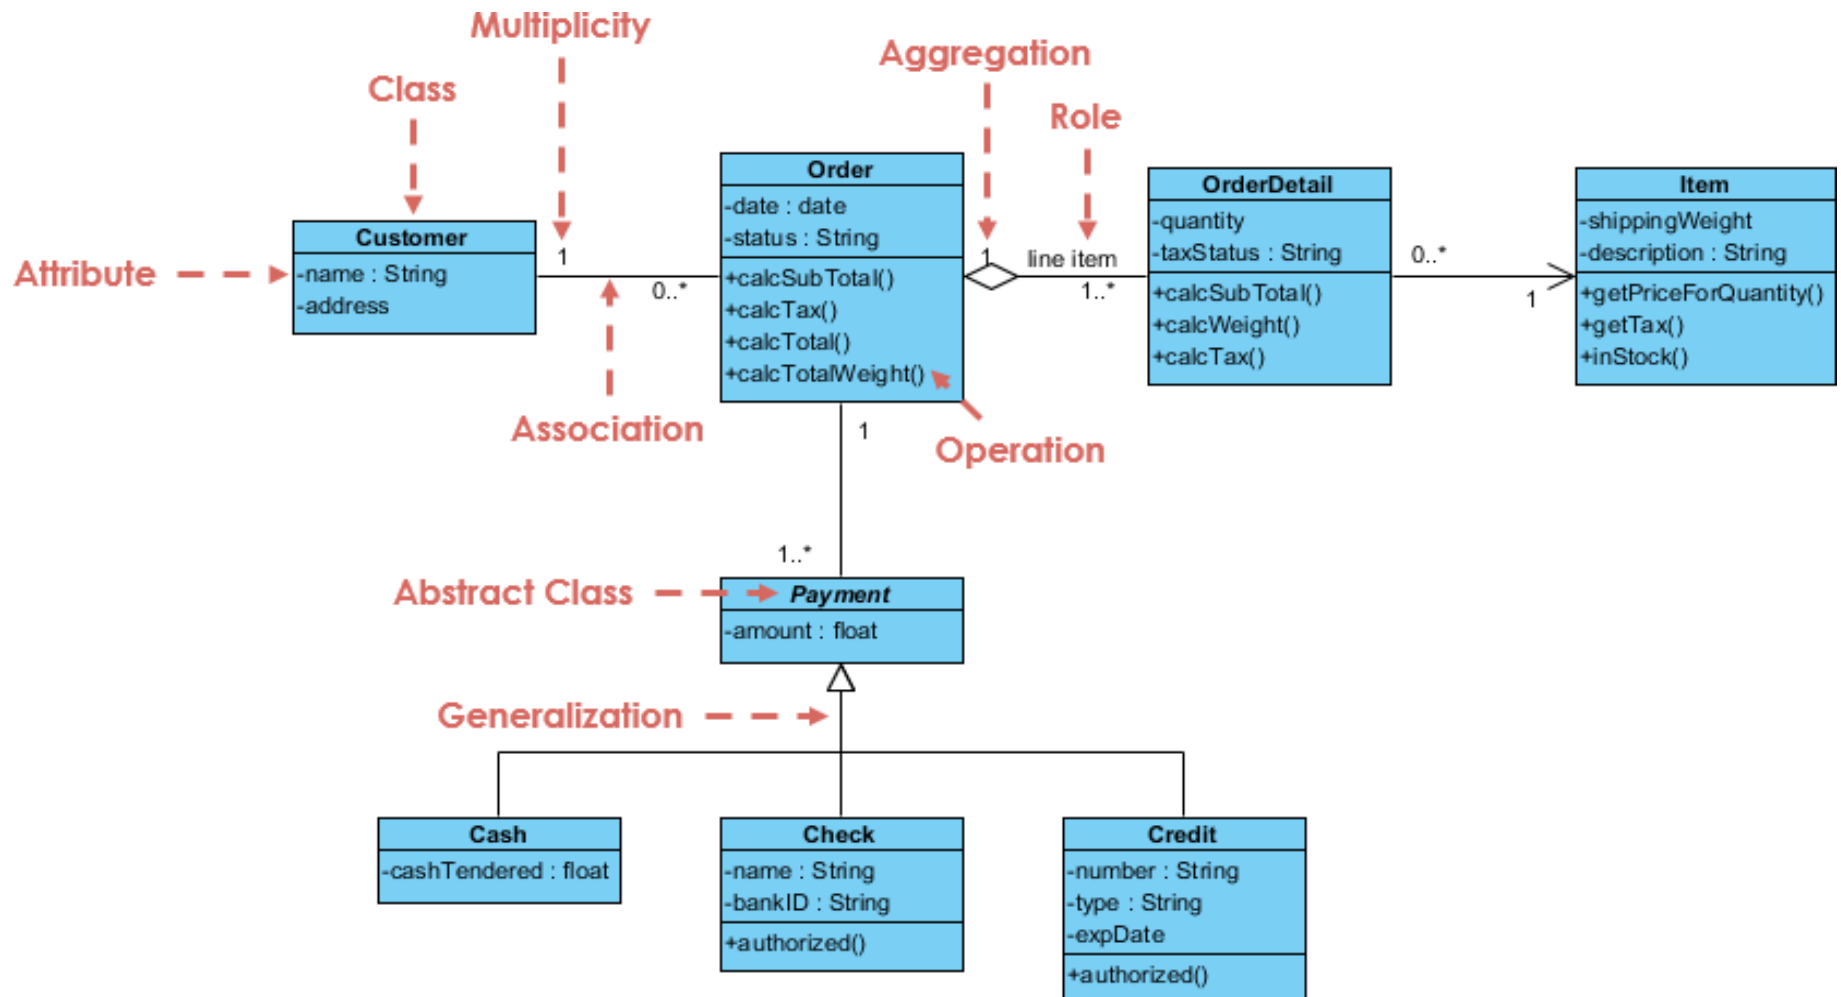 Multiplicity
Aggregation
Class
Role
Order
-date : date
-status : String
+calcSubTotal()
+calcTax()
+calcTotal()
+calcTotalWeight()
OrderDetail
-quantity
-taxStatus : String
+calcSubTotal()
+calcWeight()
+calcTax()
Item
-shippingWeight
-description : String
+getPriceForQuantity()
+getTax()
+inStock()
Customer
-name : String
-address
Attribute
1
0..*
1
line item
1..*
0..*
1
Association
1
Operation
1..*
Abstract Class
Payment
-amount : float
Generalization
Cash
-cashTendered : float
Check
-name : String
-bankID : String
+authorized()
Credit
-number : String
-type : String
-expDate
+authorized()